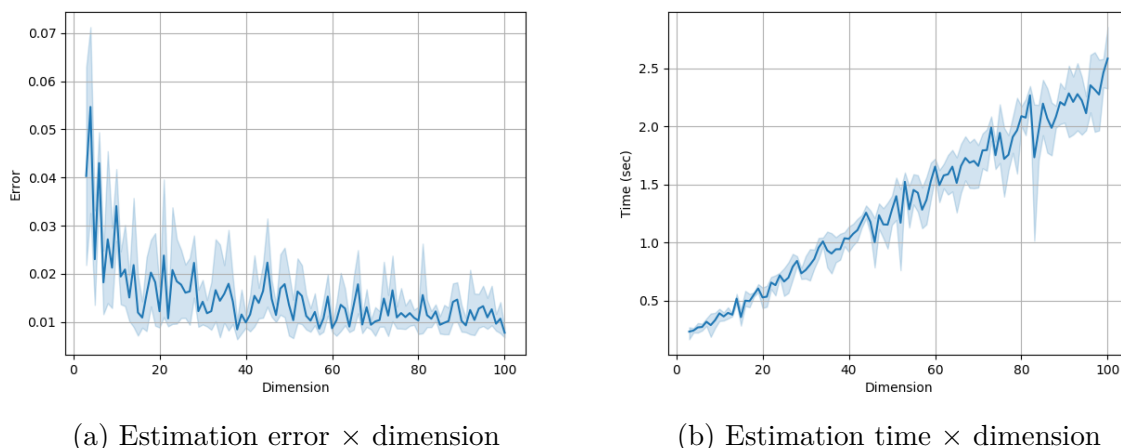 0.07
0.06
0.05
0.04
0.03
0.02
0.01
Error
0 20 40 60 80 100
Dimension
(a) Estimation error × dimension
2.5
2.0
1.5
1.0
0.5
Time (sec)
0 20 40 60 80 100
Dimension
(b) Estimation time × dimension